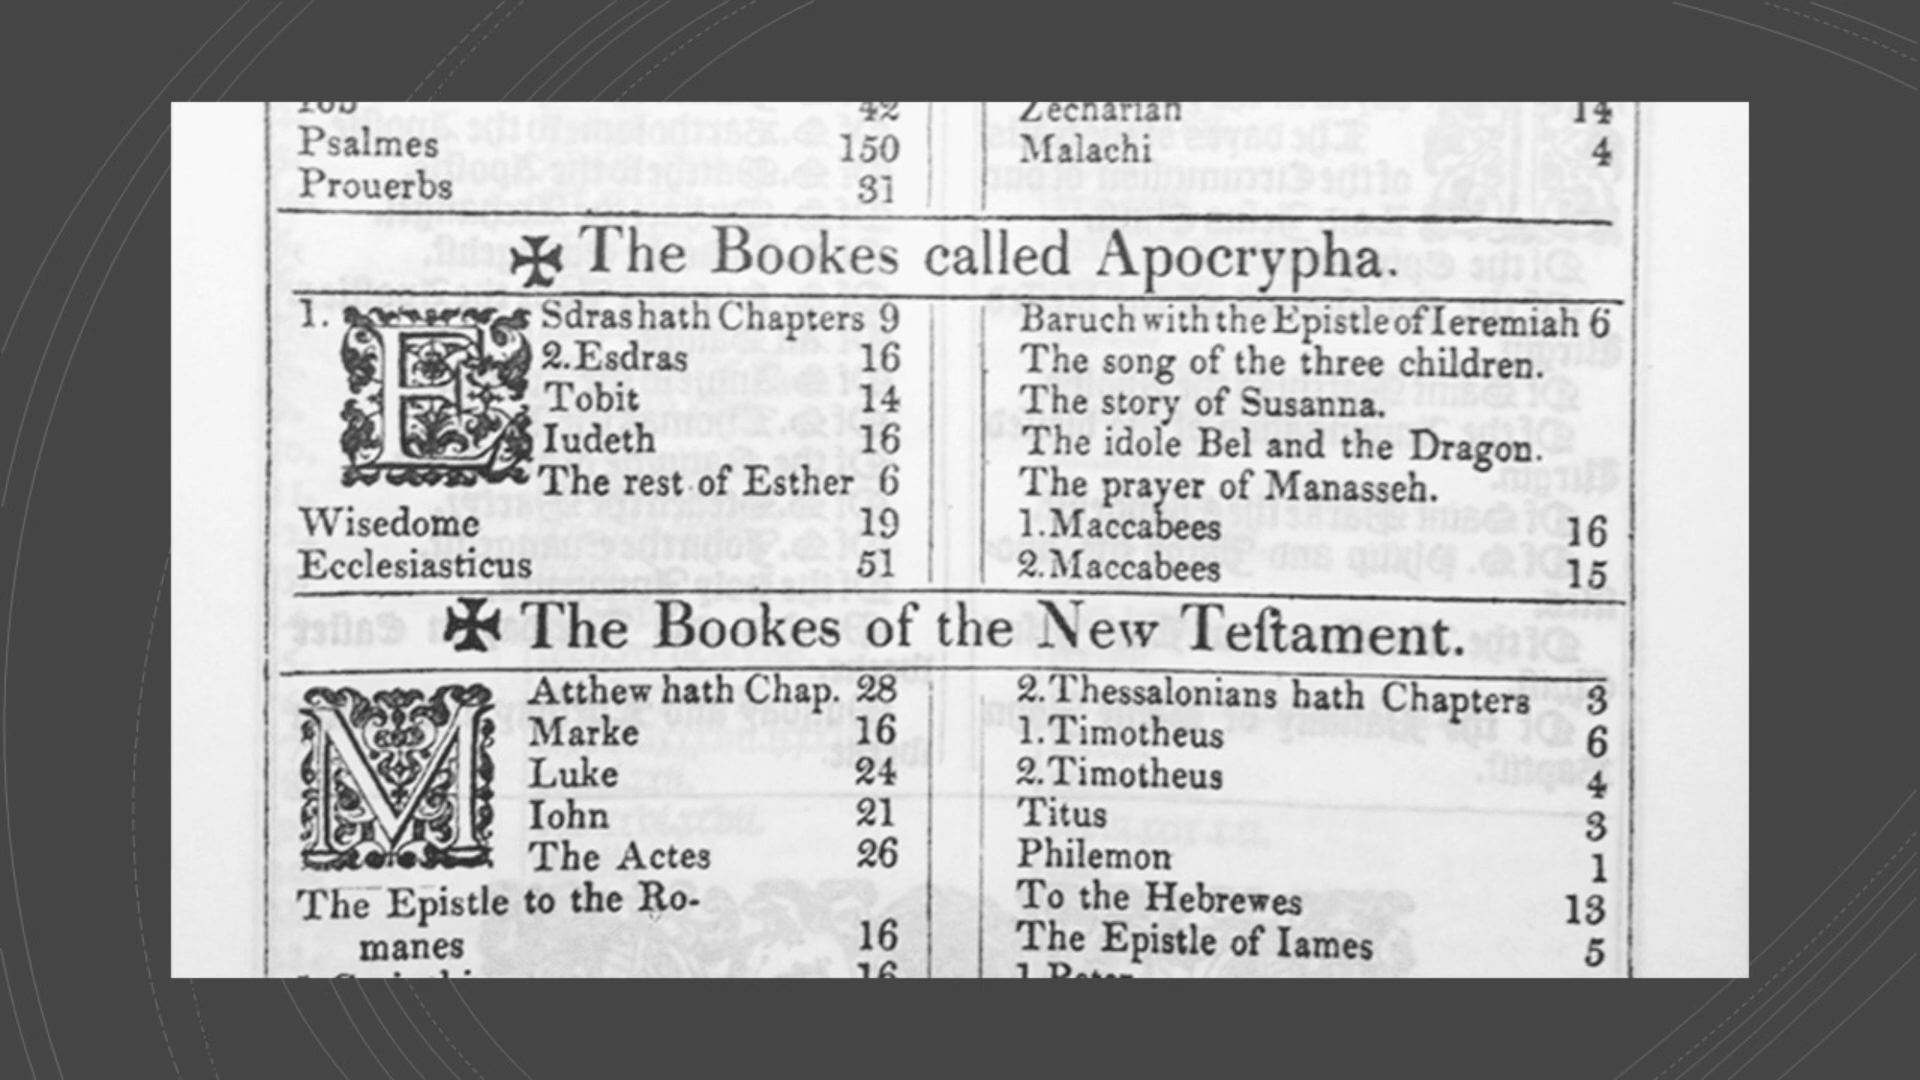 Iob 42
Psalmes 150
Prouerbs 31
Zechariah 14
Malachi 4
✠ The Bookes called Apocrypha.
1. ESdras hath Chapters 9
2.Esdras 16
Tobit 14
Iudeth 16
The rest of Esther 6
Wisedome 19
Ecclesiasticus 51
Baruch with the Epistle of Ieremiah 6
The song of the three children.
The story of Susanna.
The idole Bel and the Dragon.
The prayer of Manasseh.
1.Maccabees 16
2.Maccabees 15
✠ The Bookes of the New Teſtament.
MAtthew hath Chap. 28
Marke 16
Luke 24
Iohn 21
The Actes 26
The Epistle to the Ro-
manes 16
16
2.Thessalonians hath Chapters 3
1.Timotheus 6
2.Timotheus 4
Titus 3
Philemon 1
To the Hebrewes 13
The Epistle of Iames 5
1.Peter